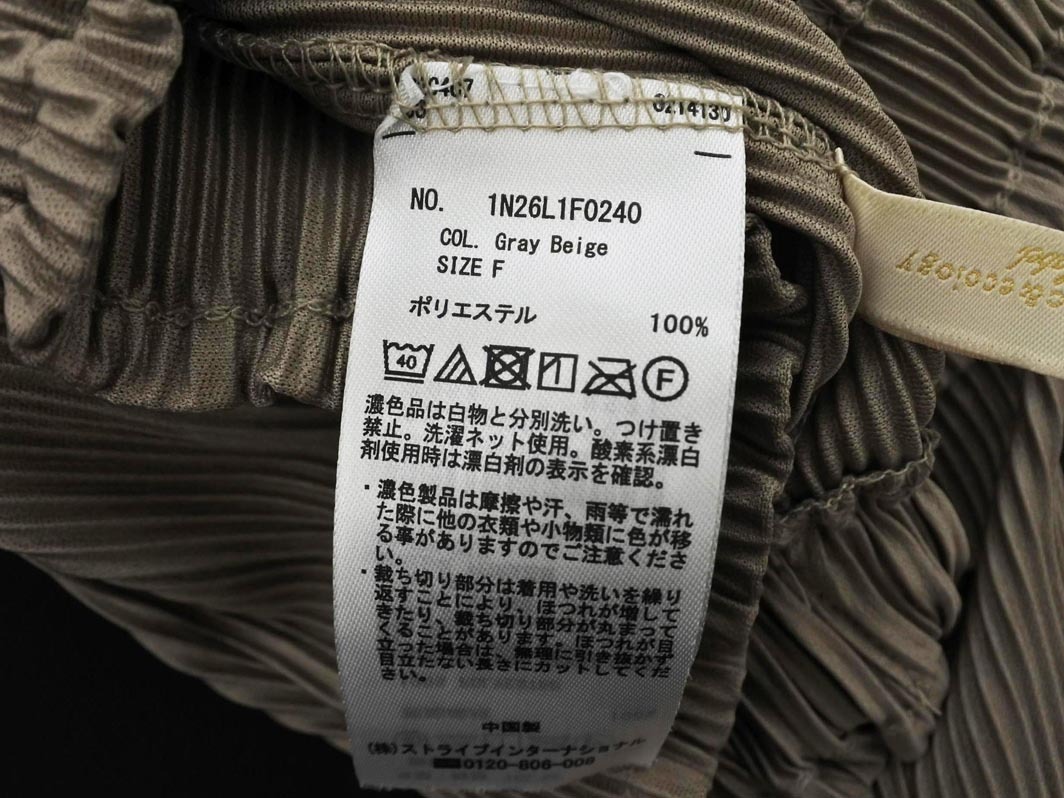 8214130
NO. 1N26L1F0240
COL. Gray Beige
SIZE F
ポリエステル 100%
40 F
濃色品は白物と分別洗い。つけ置き
禁止。洗濯ネット使用。酸素系漂白
剤使用時は漂白剤の表示を確認。
・濃色製品は摩擦や汗、雨等で濡れ
た際に他の衣類や小物類に色が移
る事がありますのでご注意くださ
い。
・裁ち切り部分は着用や洗いを繰り
返すことにより、ほつれが増して
きたり、裁ち切り部分が丸まって
くることがあります。ほつれが目
立った場合は、無理に引き抜かず
目立たない長さにカットしてくだ
さい。
中国製
(株)ストライプインターナショナル
0120-806-008